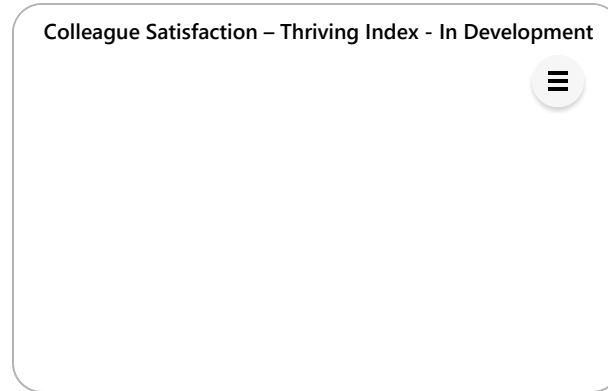 Colleague Satisfaction – Thriving Index - In Development